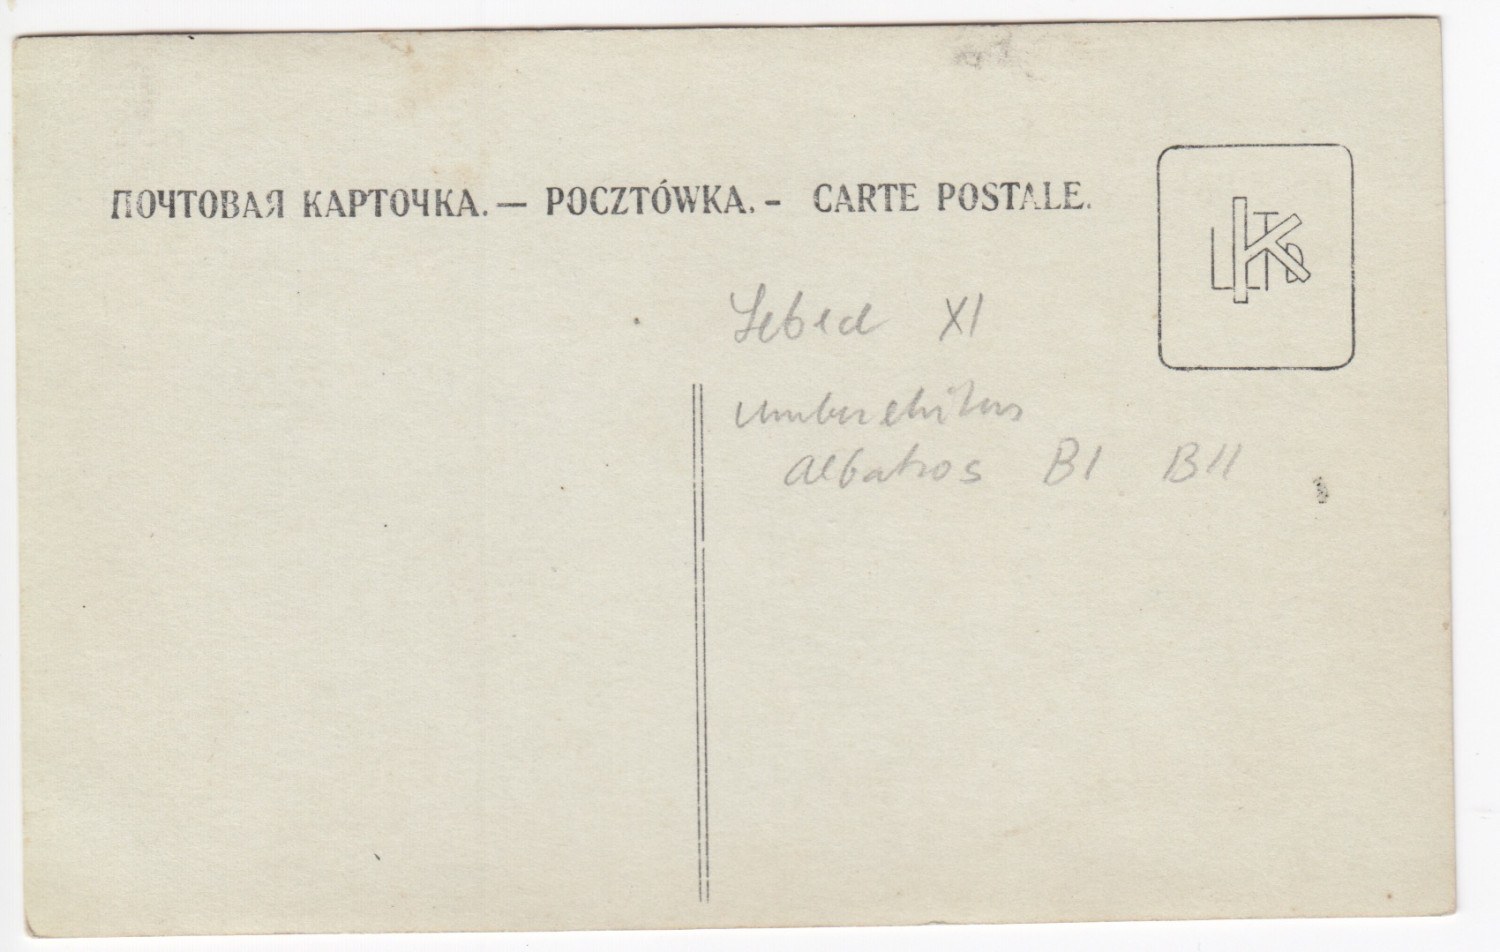 ПОЧТОВАЯ КАРТОЧКА. — POCZTÓWKA. - CARTE POSTALE.
Lebed XI
Albatros BI BII